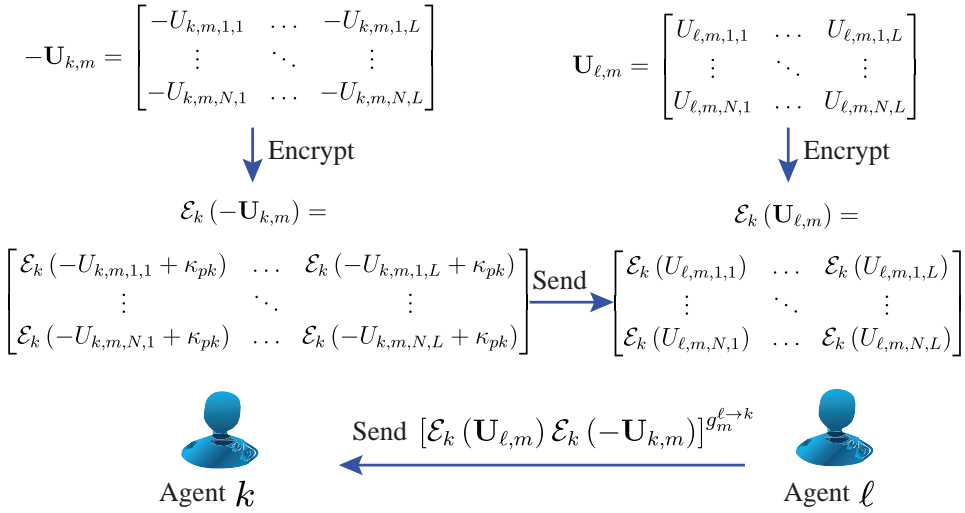 −U_{k,m} = [−U_{k,m,1,1} … −U_{k,m,1,L}
⋮ ⋱ ⋮
−U_{k,m,N,1} … −U_{k,m,N,L}]
U_{ℓ,m} = [U_{ℓ,m,1,1} … U_{ℓ,m,1,L}
⋮ ⋱ ⋮
U_{ℓ,m,N,1} … U_{ℓ,m,N,L}]
Encrypt
Encrypt
ℰ_k (−U_{k,m}) =
ℰ_k (U_{ℓ,m}) =
[ℰ_k (−U_{k,m,1,1} + κ_{pk}) … ℰ_k (−U_{k,m,1,L} + κ_{pk})
⋮ ⋱ ⋮
ℰ_k (−U_{k,m,N,1} + κ_{pk}) … ℰ_k (−U_{k,m,N,L} + κ_{pk})]
Send
[ℰ_k (U_{ℓ,m,1,1}) … ℰ_k (U_{ℓ,m,1,L})
⋮ ⋱ ⋮
ℰ_k (U_{ℓ,m,N,1}) … ℰ_k (U_{ℓ,m,N,L})]
Send [ℰ_k (U_{ℓ,m}) ℰ_k (−U_{k,m})]^{g_m^{ℓ→k}}
Agent k
Agent ℓ